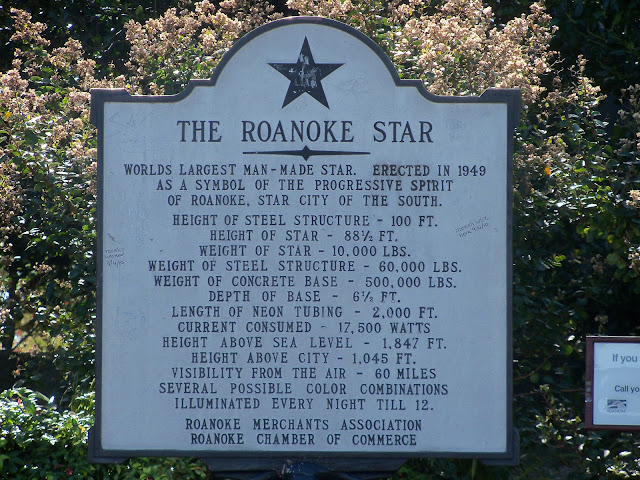 THE ROANOKE STAR
WORLDS LARGEST MAN-MADE STAR. ERECTED IN 1949
AS A SYMBOL OF THE PROGRESSIVE SPIRIT
OF ROANOKE, STAR CITY OF THE SOUTH.
HEIGHT OF STEEL STRUCTURE - 100 FT.
HEIGHT OF STAR - 88½ FT.
WEIGHT OF STAR - 10,000 LBS.
WEIGHT OF STEEL STRUCTURE - 60,000 LBS.
WEIGHT OF CONCRETE BASE - 500,000 LBS.
DEPTH OF BASE - 6½ FT.
LENGTH OF NEON TUBING - 2,000 FT.
CURRENT CONSUMED - 17,500 WATTS
HEIGHT ABOVE SEA LEVEL - 1,847 FT.
HEIGHT ABOVE CITY - 1,045 FT.
VISIBILITY FROM THE AIR - 60 MILES
SEVERAL POSSIBLE COLOR COMBINATIONS
ILLUMINATED EVERY NIGHT TILL 12.
ROANOKE MERCHANTS ASSOCIATION
ROANOKE CHAMBER OF COMMERCE
If you
Call yo